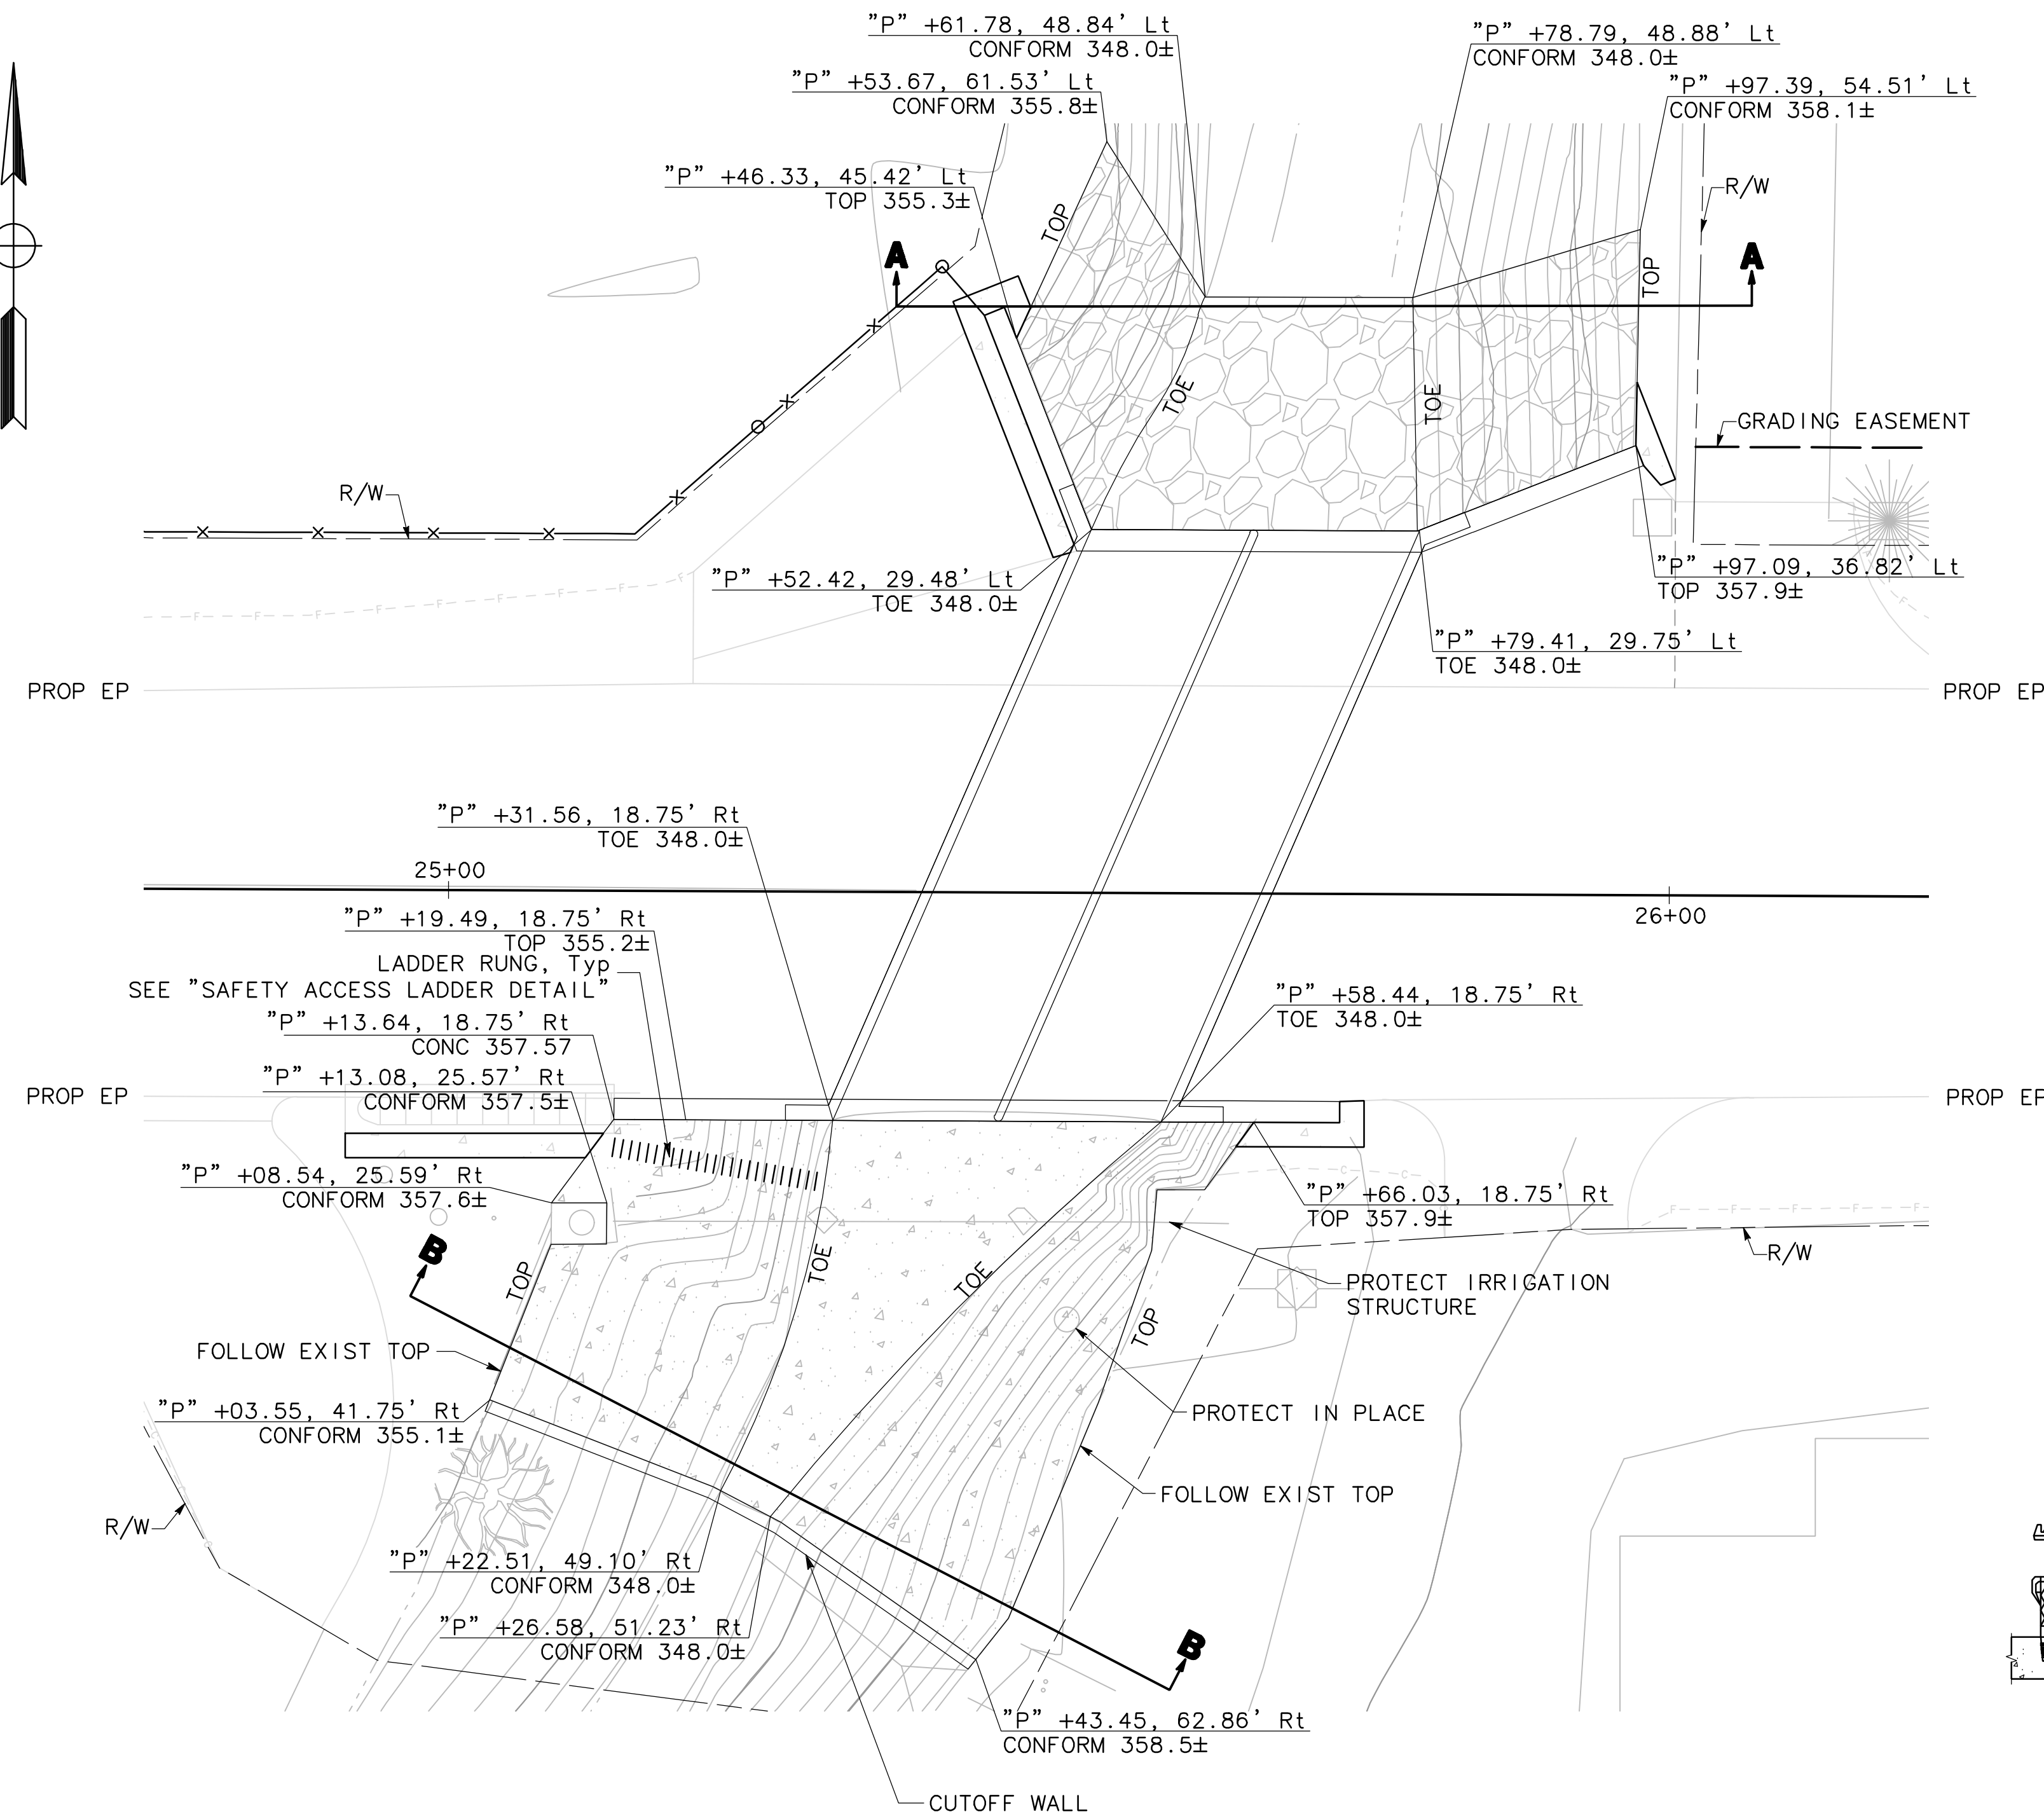 "P" +61.78, 48.84' Lt
CONFORM 348.0±
"P" +78.79, 48.88' Lt
CONFORM 348.0±
"P" +53.67, 61.53' Lt
CONFORM 355.8±
"P" +97.39, 54.51' Lt
CONFORM 358.1±
"P" +46.33, 45.42' Lt
TOP 355.3±
R/W
TOP
A
A
TOP
TOE
TOE
GRADING EASEMENT
R/W
"P" +52.42, 29.48' Lt
TOE 348.0±
"P" +97.09, 36.82' Lt
TOP 357.9±
F F F F F F F F F
"P" +79.41, 29.75' Lt
TOE 348.0±
PROP EP
PROP EP
"P" +31.56, 18.75' Rt
TOE 348.0±
25+00
26+00
"P" +19.49, 18.75' Rt
TOP 355.2±
LADDER RUNG, Typ
SEE "SAFETY ACCESS LADDER DETAIL"
"P" +58.44, 18.75' Rt
TOE 348.0±
"P" +13.64, 18.75' Rt
CONC 357.57
"P" +13.08, 25.57' Rt
CONFORM 357.5±
PROP EP
PROP EP
"P" +08.54, 25.59' Rt
CONFORM 357.6±
C C
"P" +66.03, 18.75' Rt
TOP 357.9±
F F F F F
B
R/W
TOP
TOE
TOE
TOP
PROTECT IRRIGATION
STRUCTURE
FOLLOW EXIST TOP
"P" +03.55, 41.75' Rt
CONFORM 355.1±
PROTECT IN PLACE
FOLLOW EXIST TOP
R/W
"P" +22.51, 49.10' Rt
CONFORM 348.0±
"P" +26.58, 51.23' Rt
CONFORM 348.0±
B
"P" +43.45, 62.86' Rt
CONFORM 358.5±
CUTOFF WALL